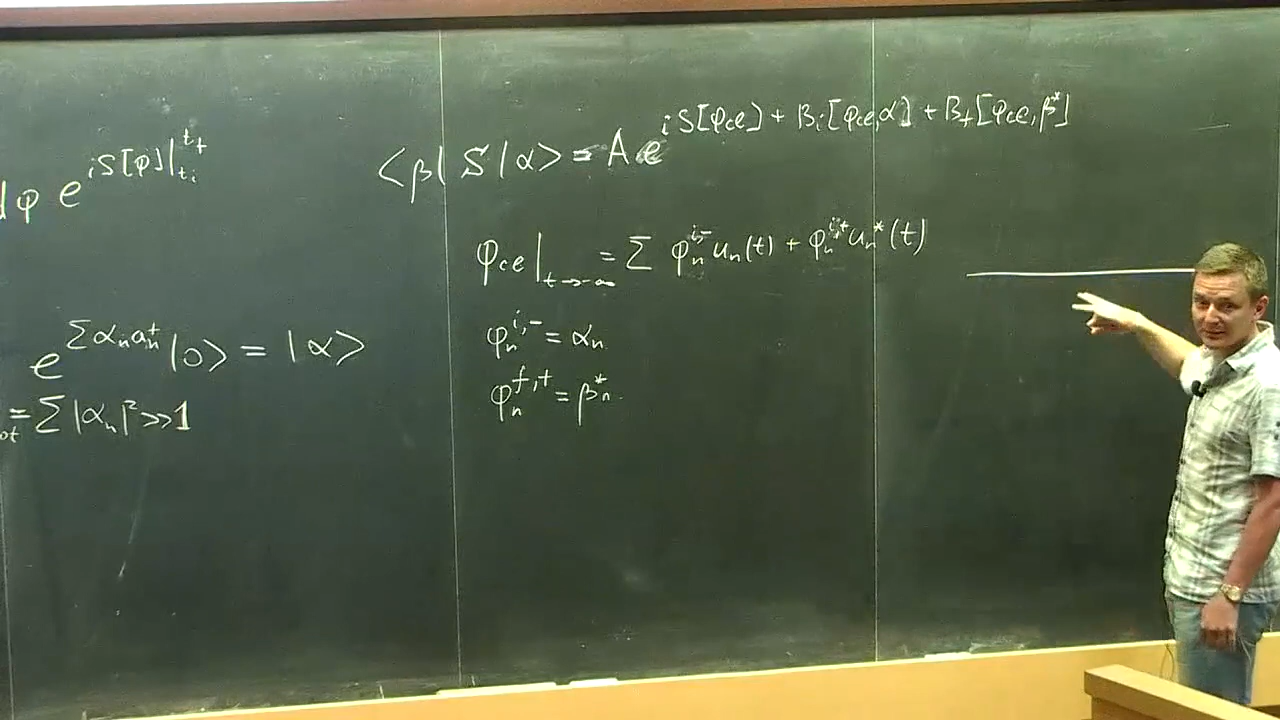 dφ e^{iS[φ]|_{t_i}^{t_f}}
e^{Σ α_n a_n^+} |0> = |α>
= Σ |α_n|² >> 1
<β| S |α> = A e^{i S[φ_cl] + B_i[φ_cl, α] + B_f[φ_cl, β*]}
φ_cl|_{t→-∞} = Σ φ_n^{i,-} u_n(t) + φ_n^{i,+} u_n*(t)
φ_n^{i,-} = α_n
φ_n^{f,+} = β_n^*